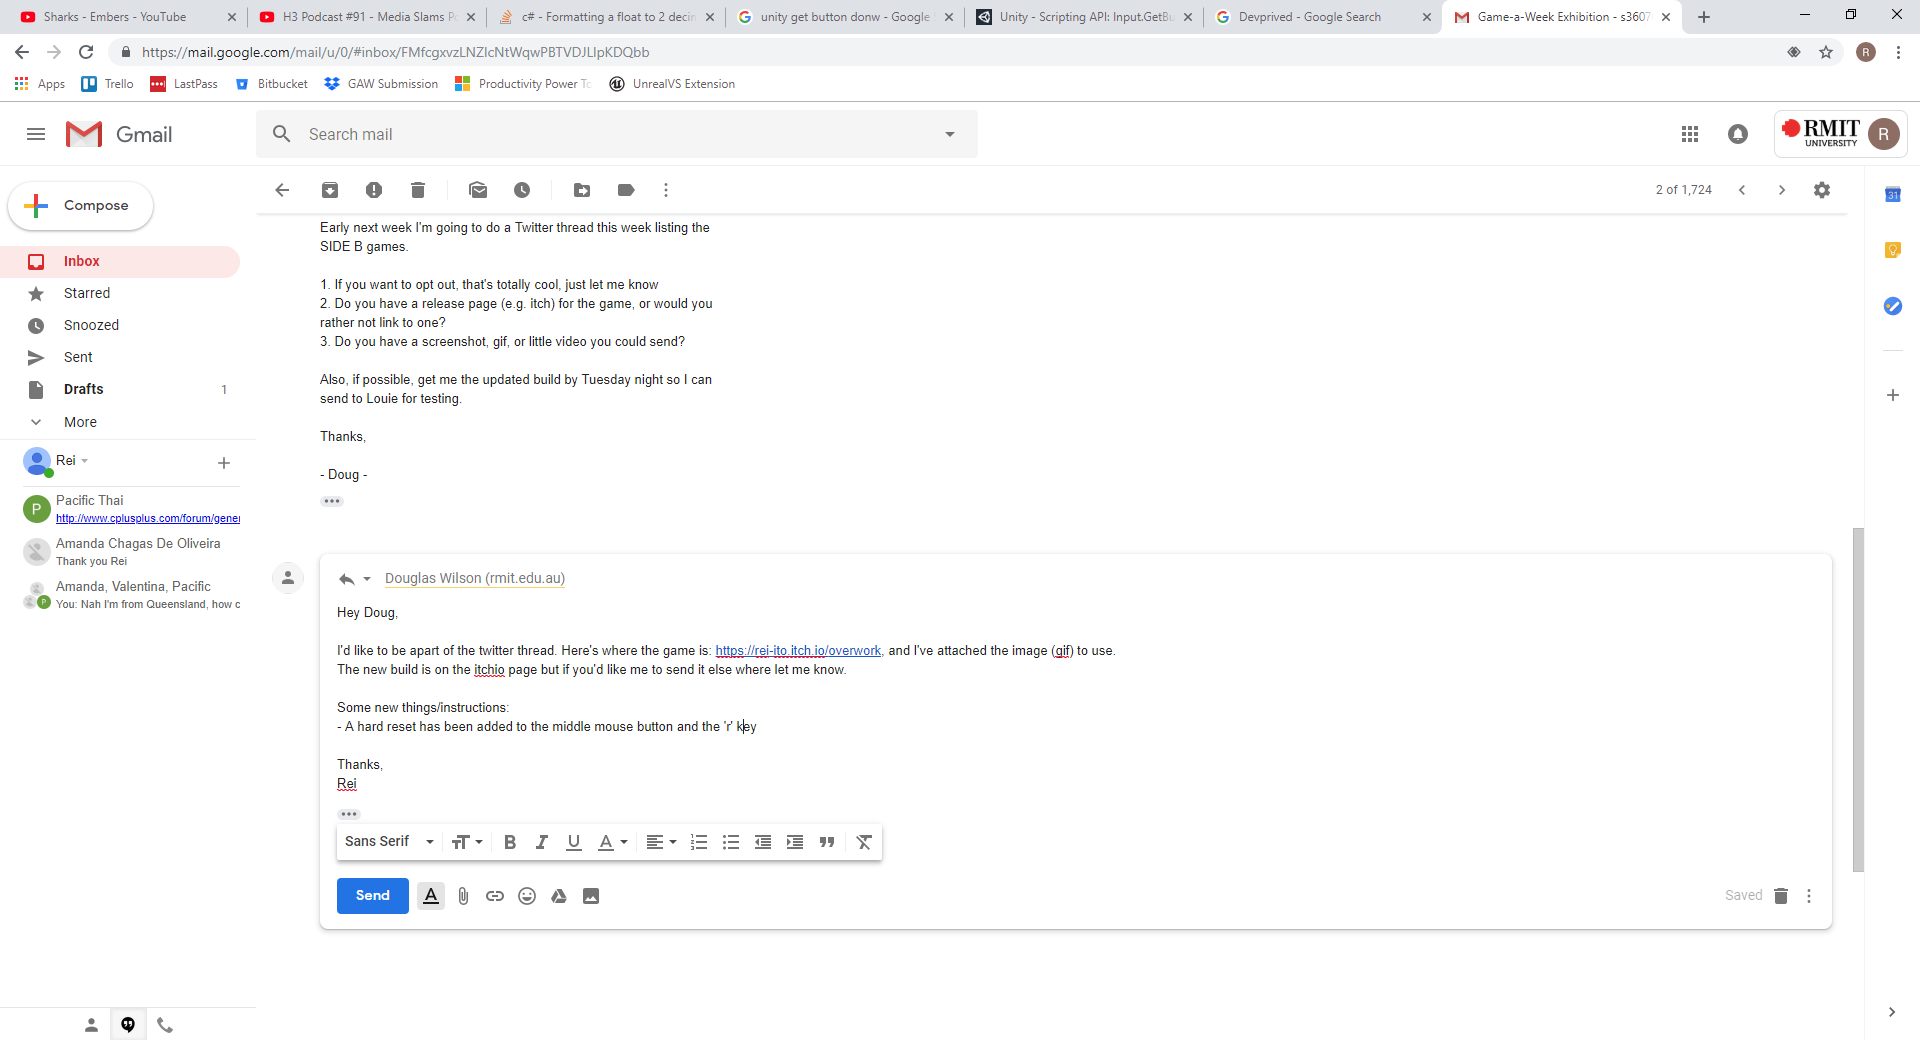 Sharks - Embers - YouTube
H3 Podcast #91 - Media Slams P
c# - Formatting a float to 2 decin
unity get button donw - Google
Unity - Scripting API: Input.GetBu
Devprived - Google Search
Game-a-Week Exhibition - s3607
https://mail.google.com/mail/u/0/#inbox/FMfcgxvzLNZlcNtWqwPBTVDJLlpKDQbb
R
Apps
Trello
LastPass
Bitbucket
GAW Submission
Productivity Power To
UnrealVS Extension
Gmail
Search mail
RMIT
UNIVERSITY
R
Compose
2 of 1,724
31
Inbox
Starred
Snoozed
Sent
Drafts 1
More
Rei
P
Pacific Thai
http://www.cplusplus.com/forum/gener
Amanda Chagas De Oliveira
Thank you Rei
Amanda, Valentina, Pacific
P
You: Nah I'm from Queensland, how c
Early next week I'm going to do a Twitter thread this week listing the
SIDE B games.
1. If you want to opt out, that's totally cool, just let me know
2. Do you have a release page (e.g. itch) for the game, or would you
rather not link to one?
3. Do you have a screenshot, gif, or little video you could send?
Also, if possible, get me the updated build by Tuesday night so I can
send to Louie for testing.
Thanks,
- Doug -
Douglas Wilson (rmit.edu.au)
Hey Doug,
I'd like to be apart of the twitter thread. Here's where the game is: https://rei-ito.itch.io/overwork, and I've attached the image (gif) to use.
The new build is on the itchio page but if you'd like me to send it else where let me know.
Some new things/instructions:
- A hard reset has been added to the middle mouse button and the 'r' key
Thanks,
Rei
Sans Serif
Send
Saved